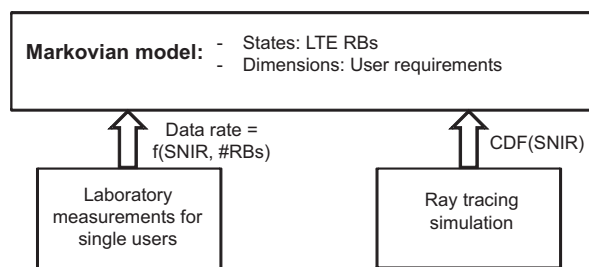 Markovian model:
- States: LTE RBs
- Dimensions: User requirements
Data rate =
f(SNIR, #RBs)
CDF(SNIR)
Laboratory
measurements for
single users
Ray tracing
simulation